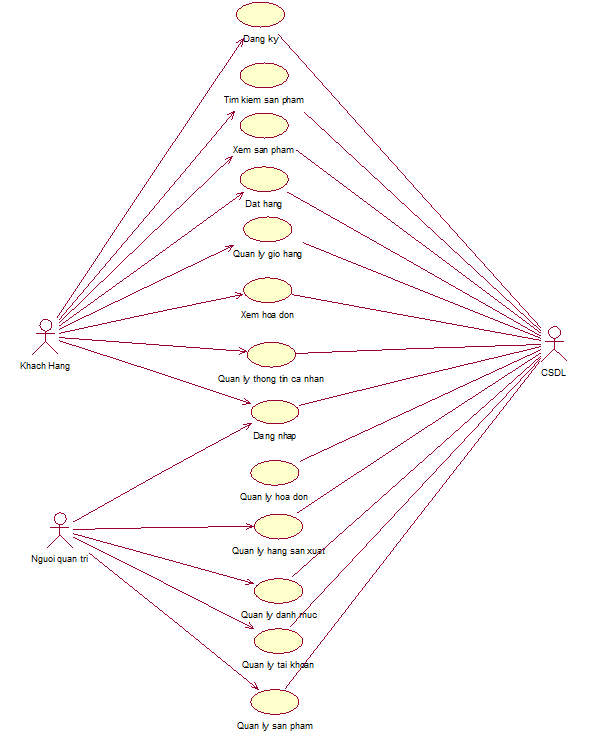 Dang ky
Tim kiem san pham
Xem san pham
Dat hang
Quan ly gio hang
Xem hoa don
Khach Hang
CSDL
Quan ly thong tin ca nhan
Dang nhap
Quan ly hoa don
Quan ly hang san xuat
Nguoi quan tri
Quan ly danh muc
Quan ly tai khoan
Quan ly san pham